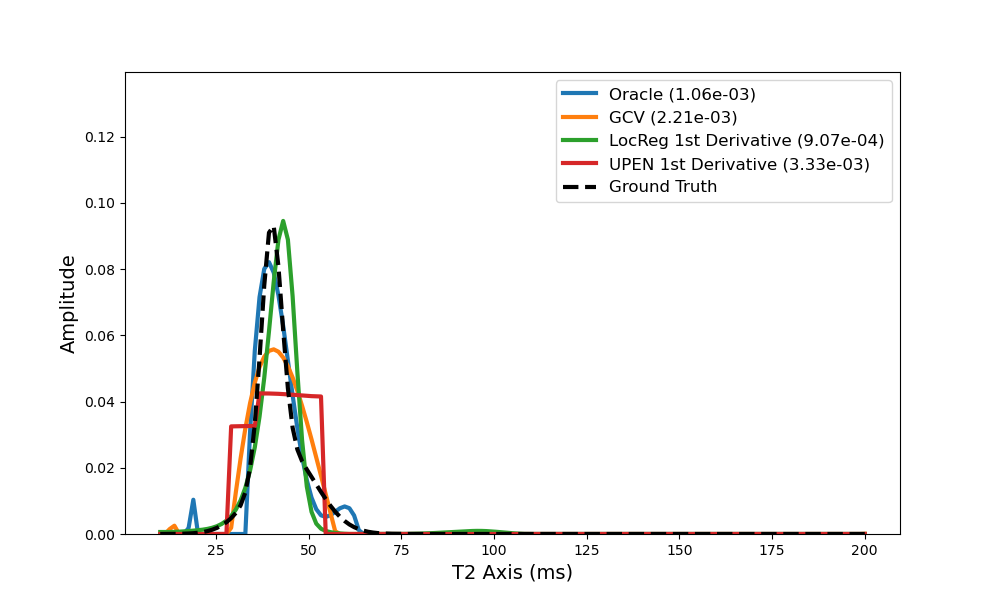 Oracle (1.06e-03)
GCV (2.21e-03)
LocReg 1st Derivative (9.07e-04)
UPEN 1st Derivative (3.33e-03)
Ground Truth
0.12
0.10
0.08
0.06
0.04
0.02
0.00
Amplitude
25 50 75 100 125 150 175 200
T2 Axis (ms)